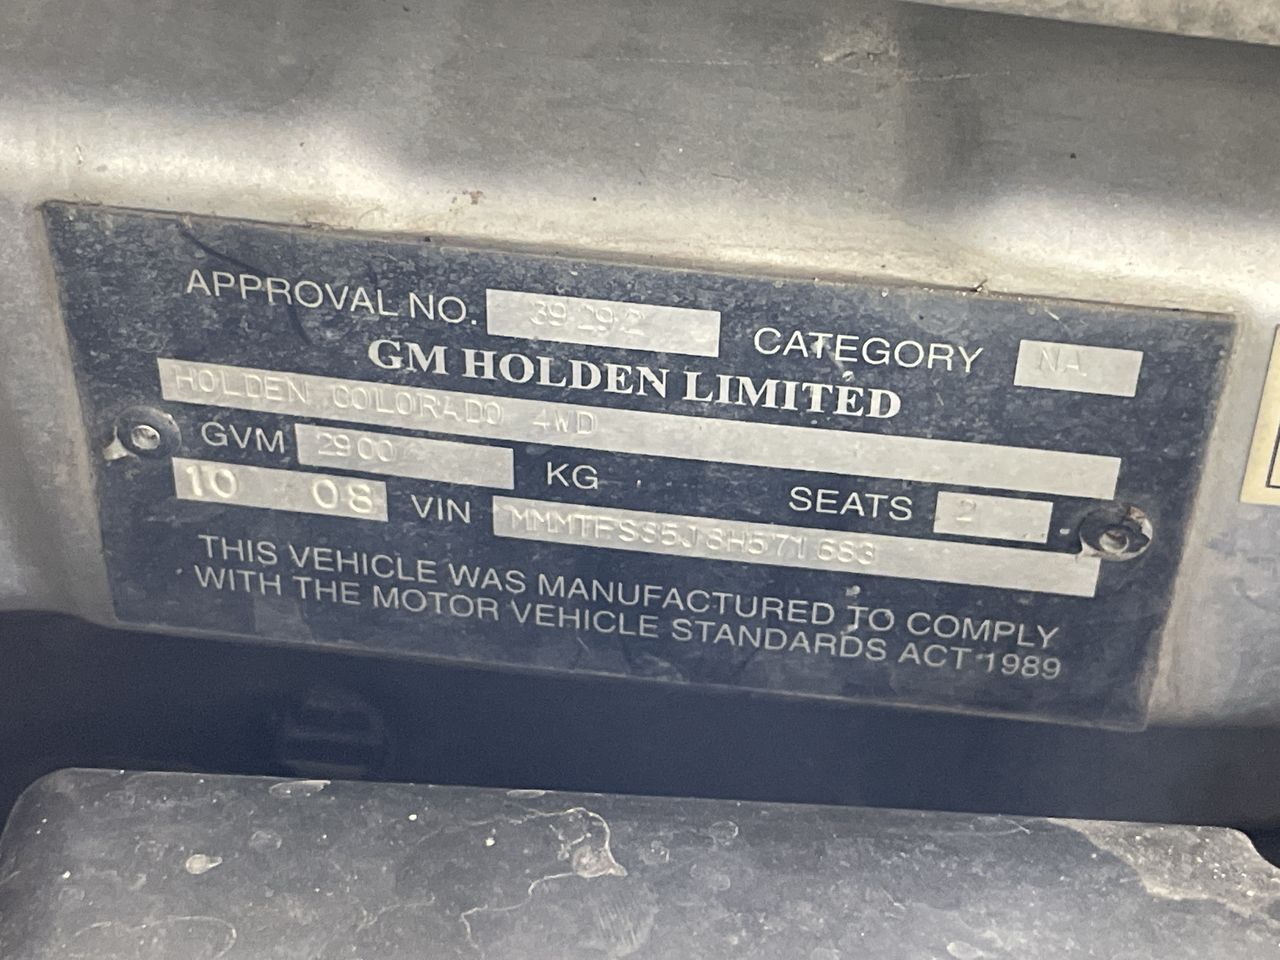 APPROVAL NO. 39292 CATEGORY NA
GM HOLDEN LIMITED
HOLDEN COLORADO 4WD
GVM 2900 KG SEATS 2
10 08 VIN MMMTFSS5J8H571683
THIS VEHICLE WAS MANUFACTURED TO COMPLY
WITH THE MOTOR VEHICLE STANDARDS ACT 1989